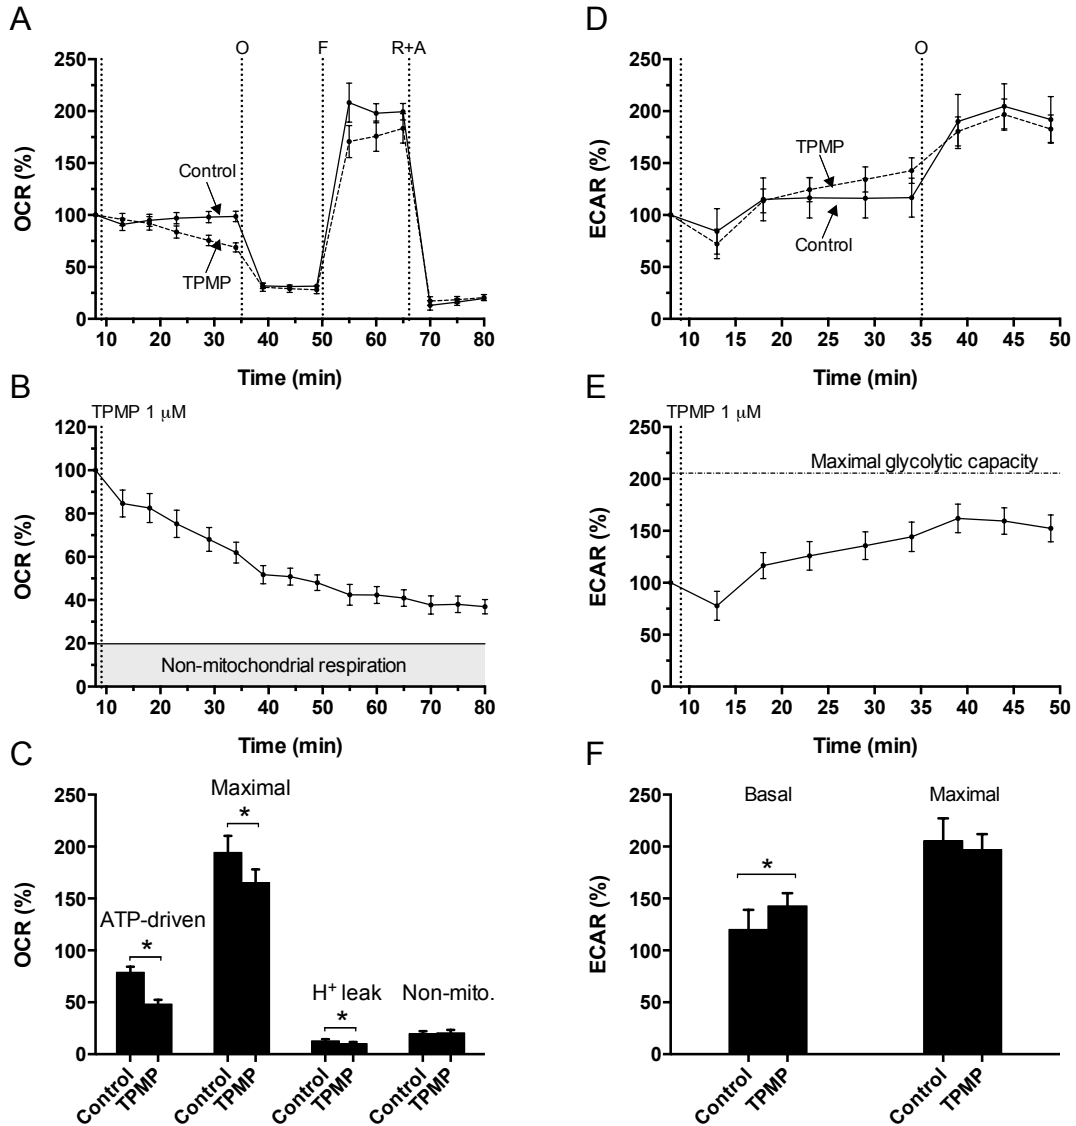 A
O F R+A
250
200
150
100
50
0
OCR (%)
Control
TPMP
10 20 30 40 50 60 70 80
Time (min)
D
O
250
200
150
100
50
0
ECAR (%)
TPMP
Control
10 15 20 25 30 35 40 45 50
Time (min)
B
TPMP 1 μM
120
100
80
60
40
20
0
OCR (%)
Non-mitochondrial respiration
10 20 30 40 50 60 70 80
Time (min)
E
TPMP 1 μM
250
200
150
100
50
0
ECAR (%)
Maximal glycolytic capacity
10 15 20 25 30 35 40 45 50
Time (min)
C
250
200
150
100
50
0
OCR (%)
Maximal
*
ATP-driven
*
H⁺ leak
*
Non-mito.
Control TPMP Control TPMP Control TPMP Control TPMP
F
250
200
150
100
50
0
ECAR (%)
Basal Maximal
*
Control TPMP Control TPMP